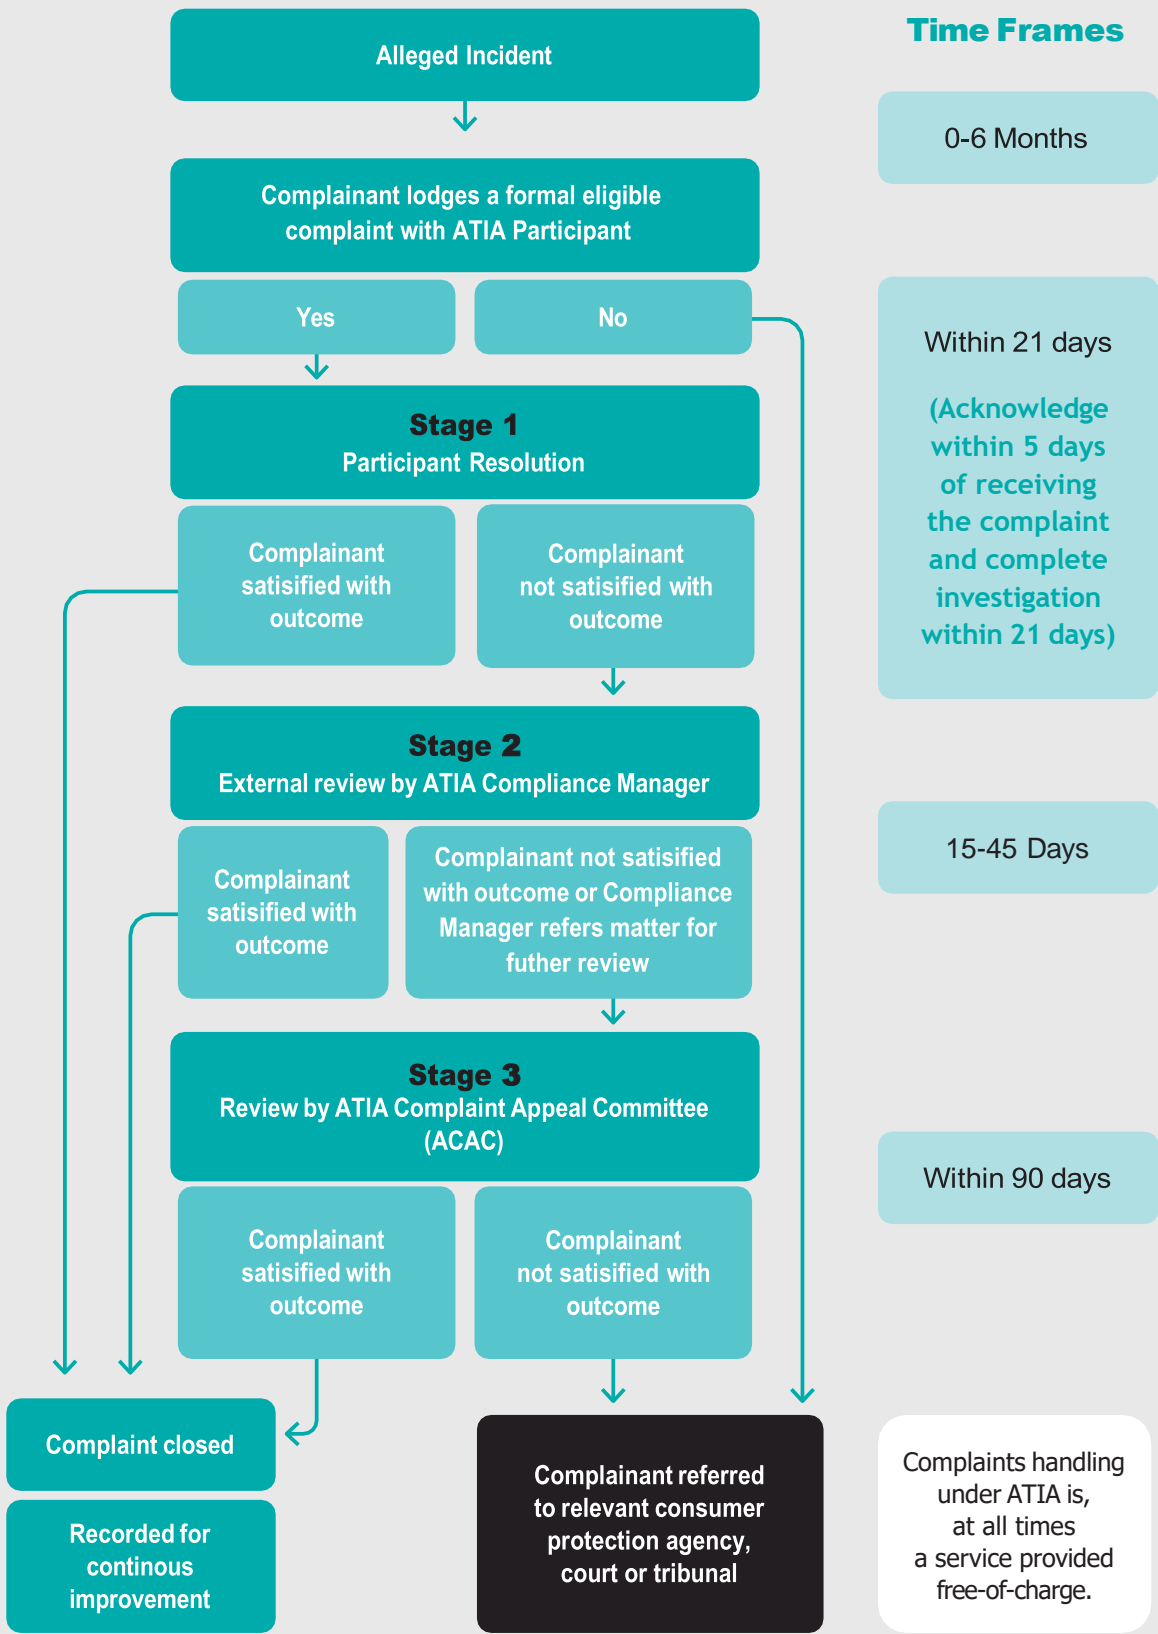 Time Frames
Alleged Incident
0-6 Months
Complainant lodges a formal eligible
complaint with ATIA Participant
Yes
No
Within 21 days
(Acknowledge
within 5 days
of receiving
the complaint
and complete
investigation
within 21 days)
Stage 1
Participant Resolution
Complainant
satisified with
outcome
Complainant
not satisified with
outcome
Stage 2
External review by ATIA Compliance Manager
15-45 Days
Complainant
satisified with
outcome
Complainant not satisified
with outcome or Compliance
Manager refers matter for
futher review
Stage 3
Review by ATIA Complaint Appeal Committee
(ACAC)
Within 90 days
Complainant
satisified with
outcome
Complainant
not satisified with
outcome
Complaint closed
Recorded for
continous
improvement
Complainant referred
to relevant consumer
protection agency,
court or tribunal
Complaints handling
under ATIA is,
at all times
a service provided
free-of-charge.